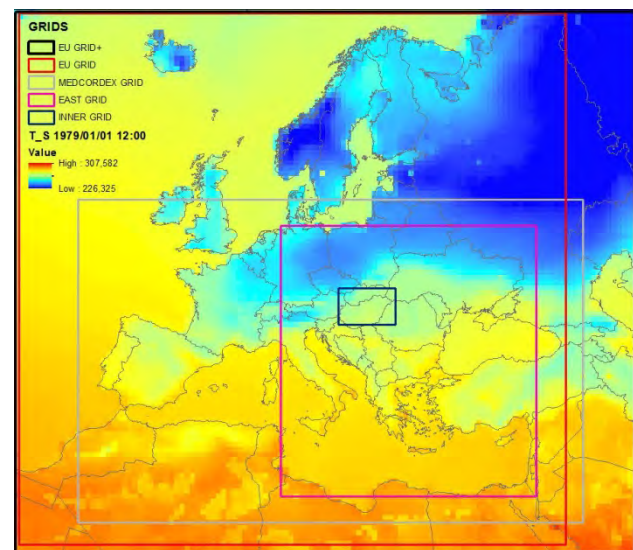 GRIDS
EU GRID+
EU GRID
MEDCORDEX GRID
EAST GRID
INNER GRID
T_S 1979/01/01 12:00
Value
High : 307,582
Low : 226,325